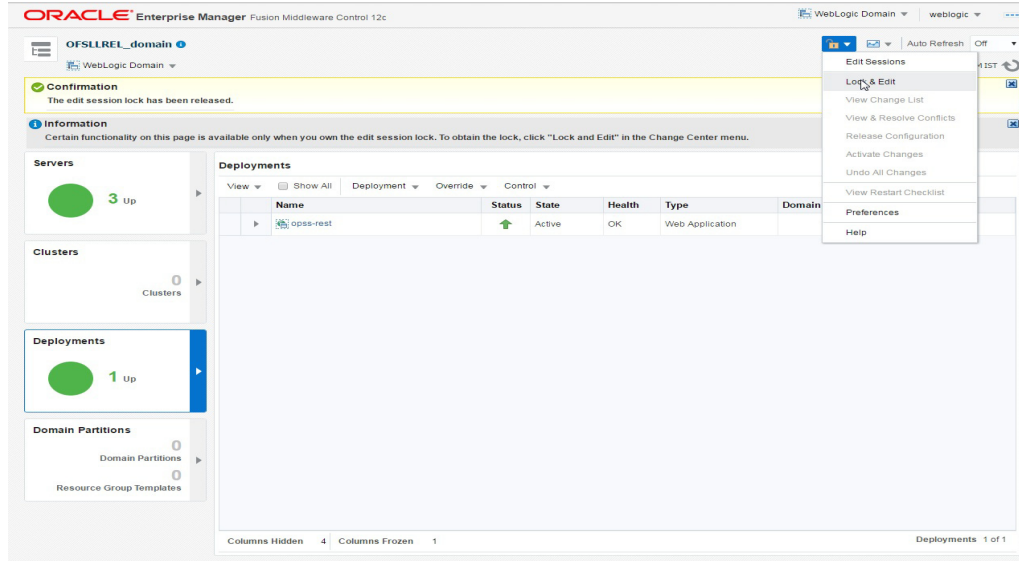 ORACLE Enterprise Manager Fusion Middleware Control 12c
WebLogic Domain
weblogic
OFSLLREL_domain
Auto Refresh Off
WebLogic Domain
M IST
Edit Sessions
Lock & Edit
View Change List
View & Resolve Conflicts
Release Configuration
Activate Changes
Undo All Changes
View Restart Checklist
Preferences
Help
Confirmation
The edit session lock has been released.
Information
Certain functionality on this page is available only when you own the edit session lock. To obtain the lock, click "Lock and Edit" in the Change Center menu.
Servers
3 Up
Clusters
0
Clusters
Deployments
1 Up
Domain Partitions
0
Domain Partitions
0
Resource Group Templates
Deployments
View Show All Deployment Override Control
Name Status State Health Type Domain
opss-rest Active OK Web Application
Columns Hidden 4 Columns Frozen 1
Deployments 1 of 1